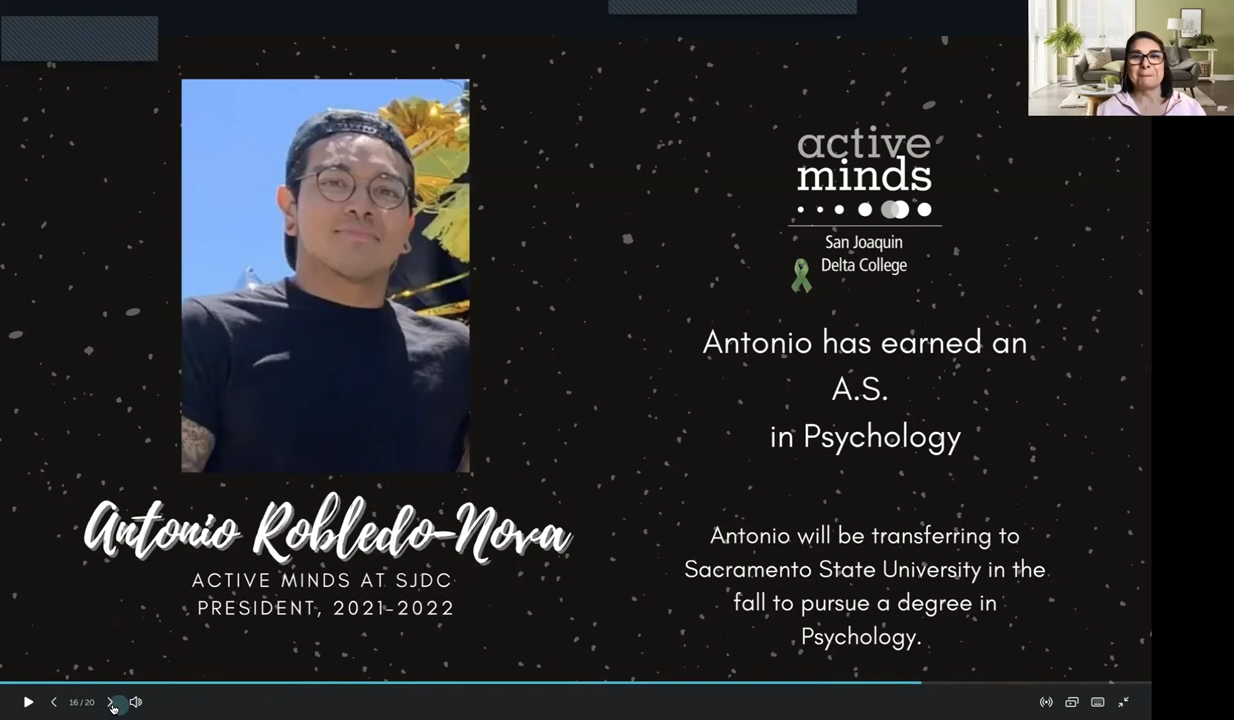 active
minds
San Joaquin
Delta College
Antonio has earned an
A.S.
in Psychology
Antonio Robledo-Nova
ACTIVE MINDS AT SJDC
PRESIDENT, 2021-2022
Antonio will be transferring to
Sacramento State University in the
fall to pursue a degree in
Psychology.
16 / 20